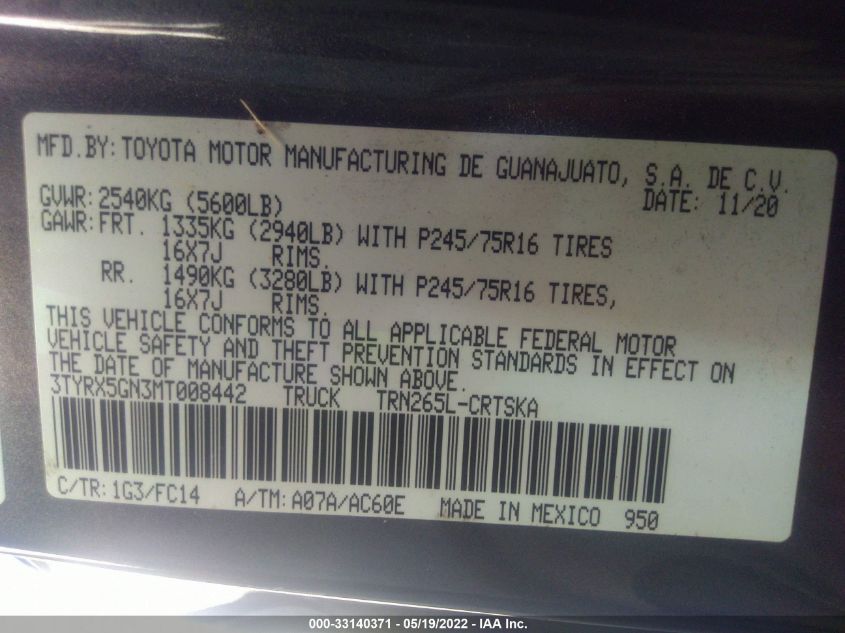 MFD.BY: TOYOTA MOTOR MANUFACTURING DE GUANAJUATO, S.A. DE C.V.
GVWR: 2540KG (5600LB) DATE: 11/20
GAWR: FRT. 1335KG (2940LB) WITH P245/75R16 TIRES
16X7J RIMS.
RR. 1490KG (3280LB) WITH P245/75R16 TIRES,
16X7J RIMS.
THIS VEHICLE CONFORMS TO ALL APPLICABLE FEDERAL MOTOR
VEHICLE SAFETY AND THEFT PREVENTION STANDARDS IN EFFECT ON
THE DATE OF MANUFACTURE SHOWN ABOVE.
3TYRX5GN3MT008442 TRUCK TRN265L-CRTSKA
C/TR: 1G3/FC14 A/TM: A07A/AC60E MADE IN MEXICO 950
000-33140371 - 05/19/2022 - IAA Inc.